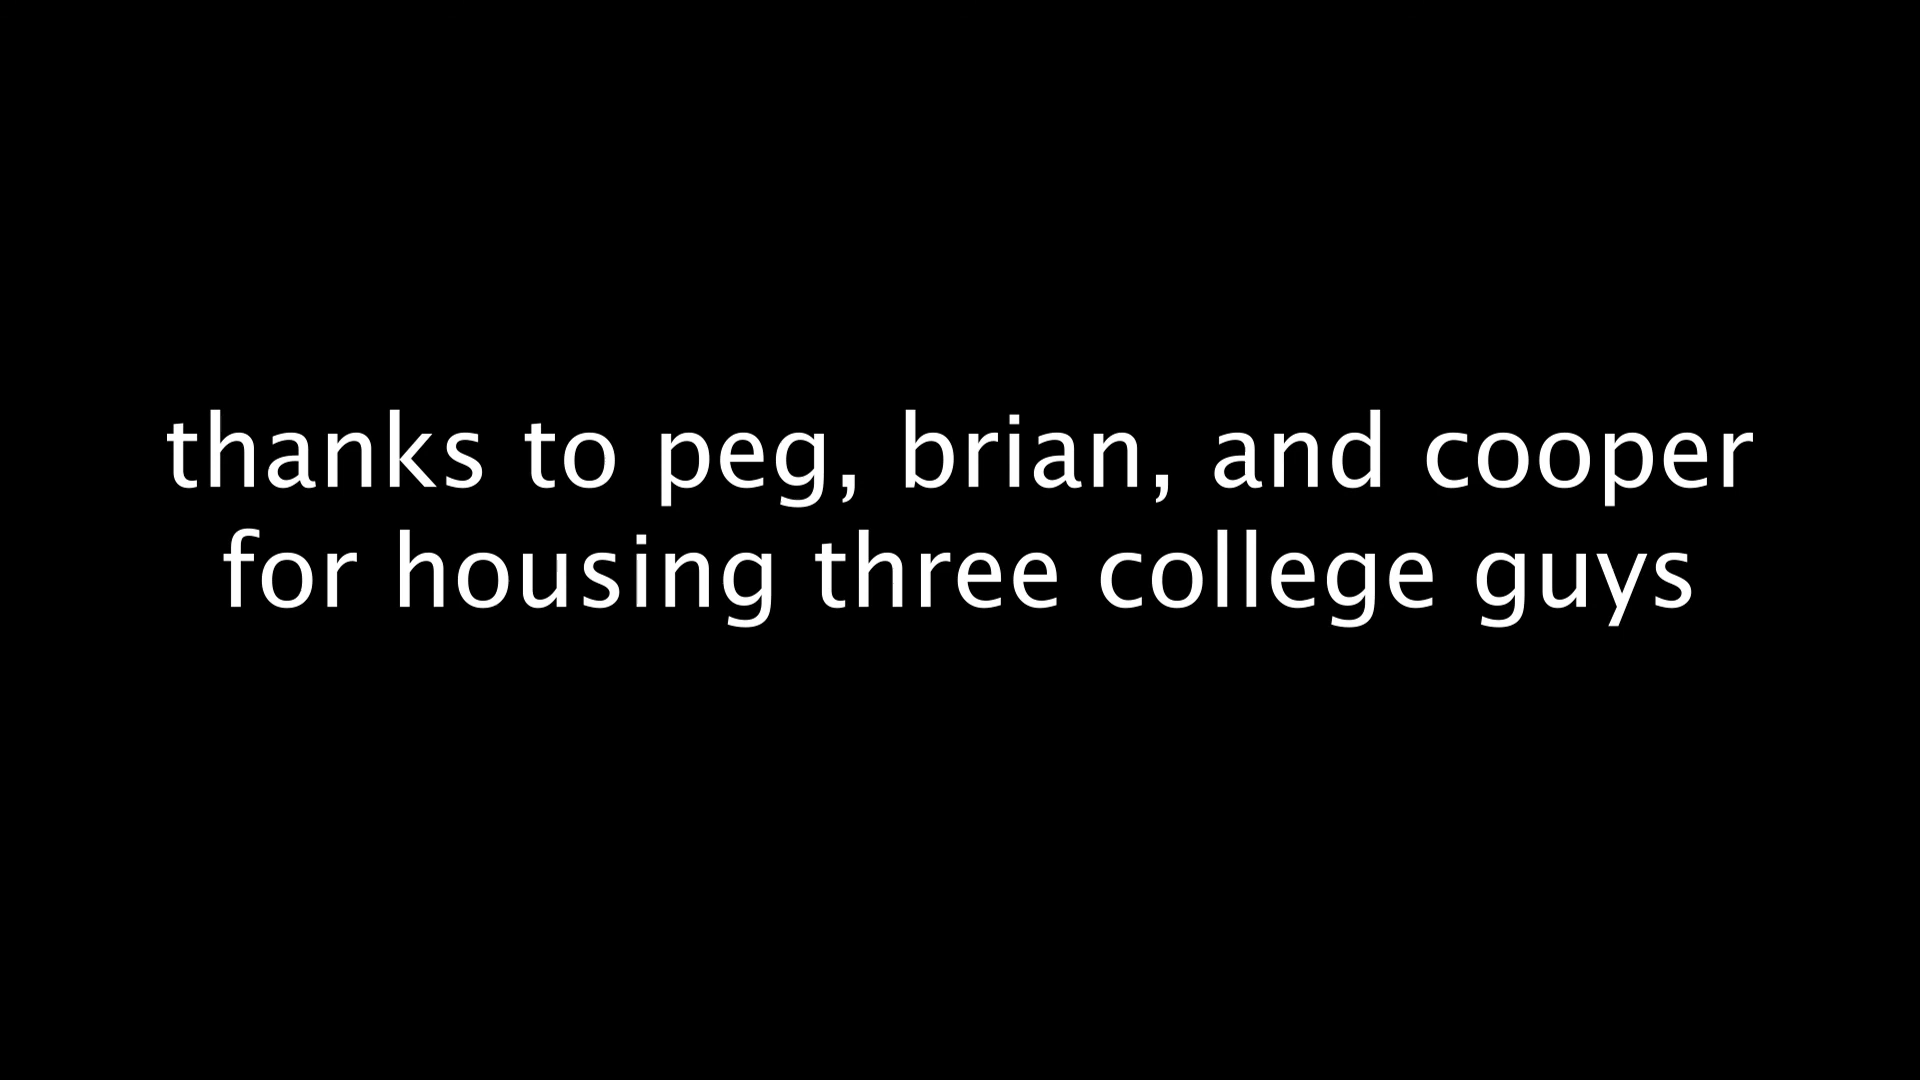 thanks to peg, brian, and cooper
for housing three college guys